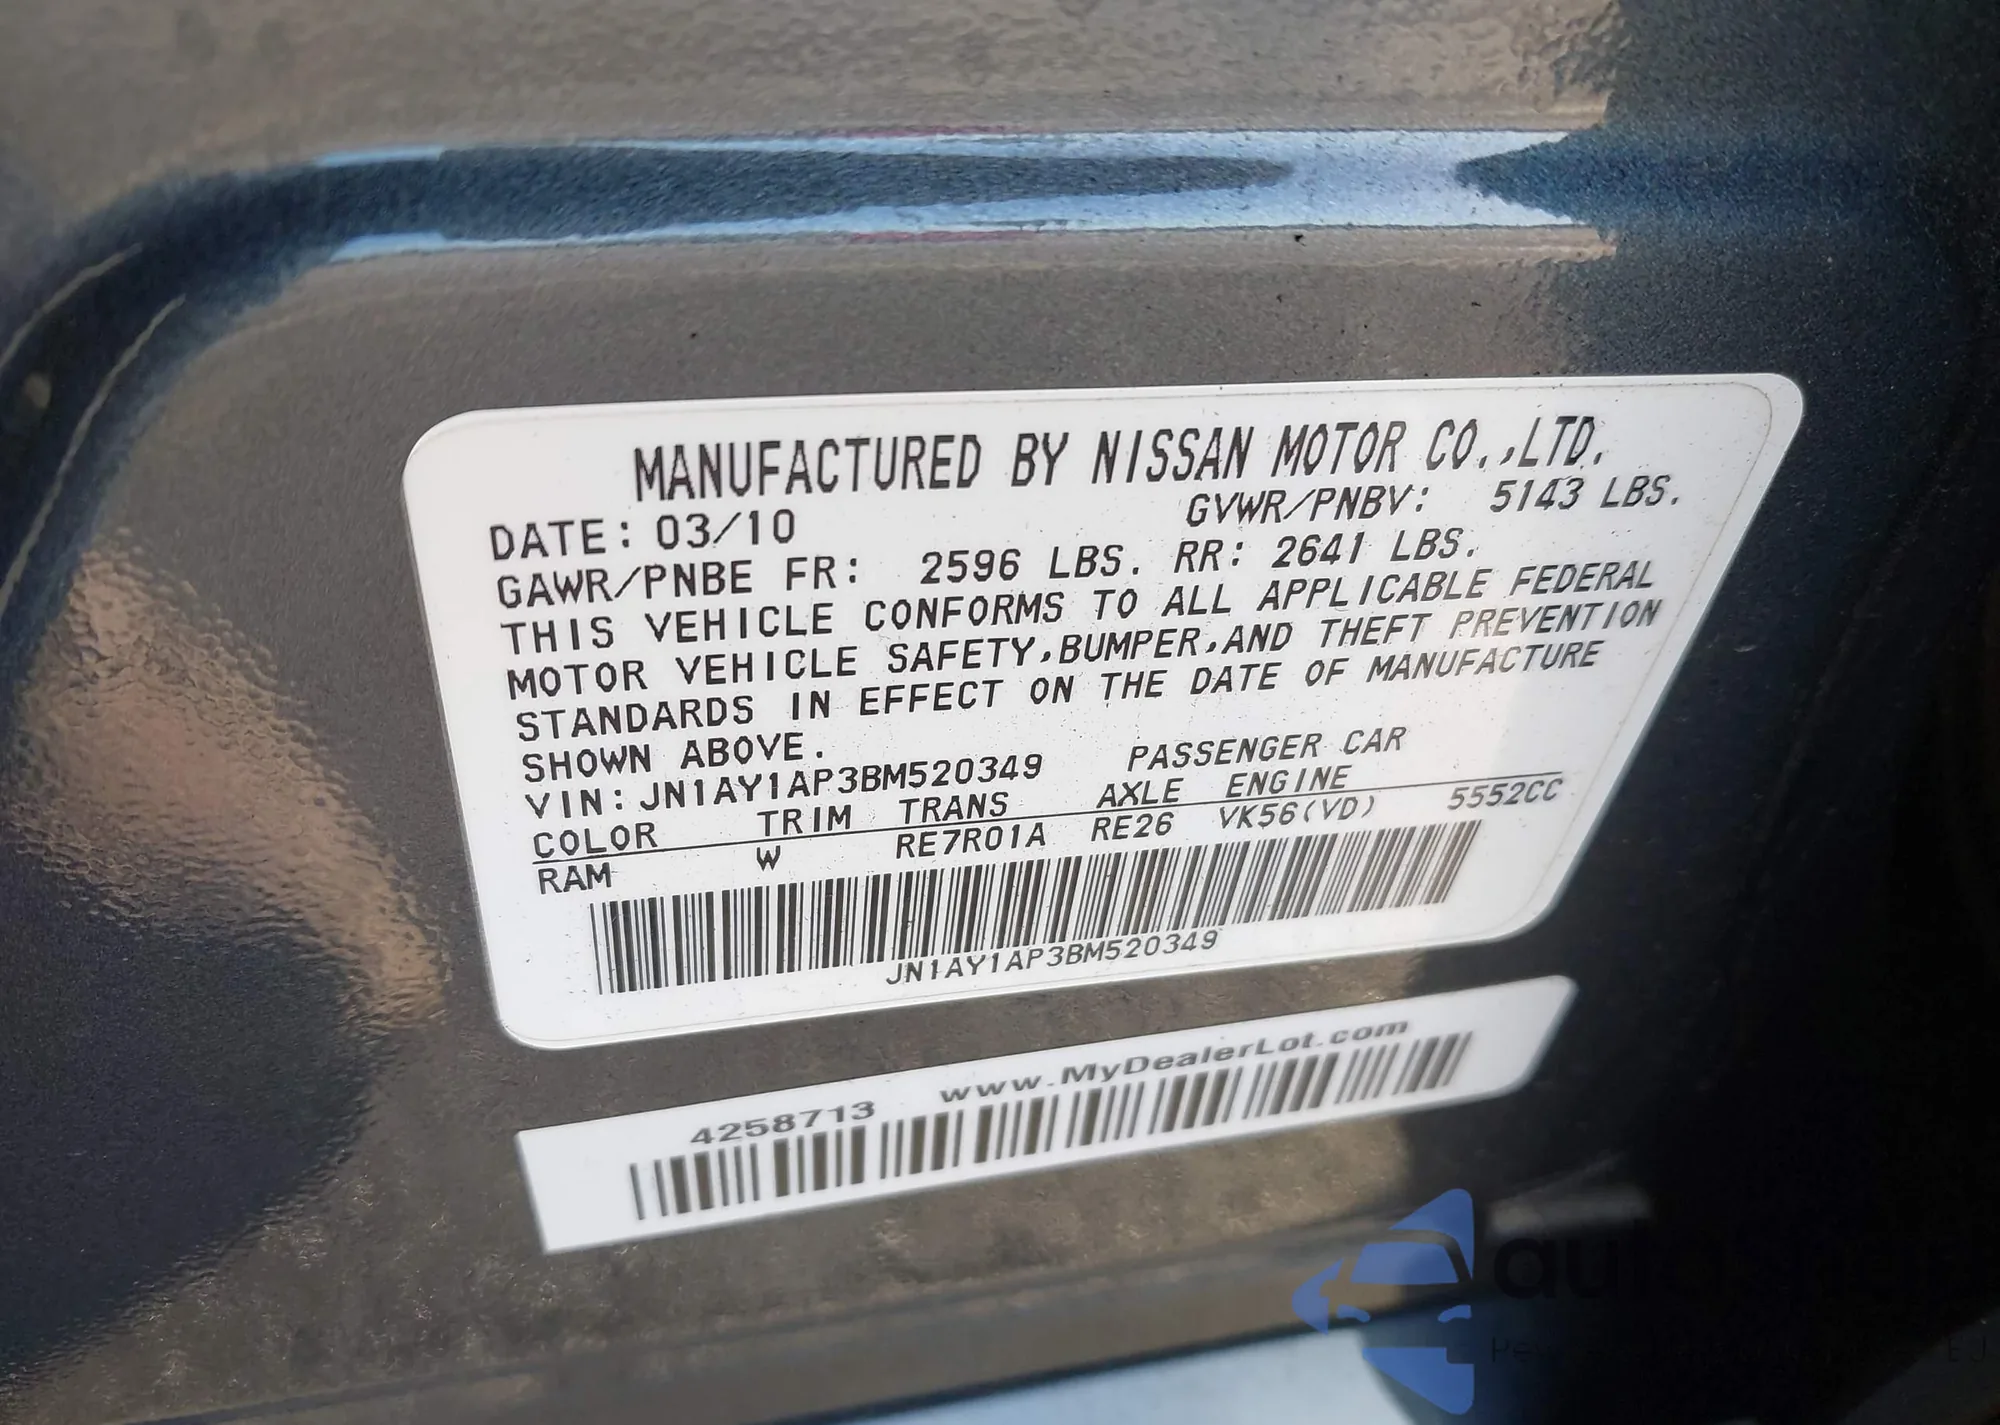 MANUFACTURED BY NISSAN MOTOR CO.,LTD.
DATE: 03/10 GVWR/PNBV: 5143 LBS.
GAWR/PNBE FR: 2596 LBS. RR: 2641 LBS.
THIS VEHICLE CONFORMS TO ALL APPLICABLE FEDERAL
MOTOR VEHICLE SAFETY,BUMPER,AND THEFT PREVENTION
STANDARDS IN EFFECT ON THE DATE OF MANUFACTURE
SHOWN ABOVE.
VIN: JN1AY1AP3BM520349 PASSENGER CAR
COLOR TRIM TRANS AXLE ENGINE
RAM W RE7R01A RE26 VK56(VD) 5552CC
JN1AY1AP3BM520349
www.MyDealerLot.com
4258713